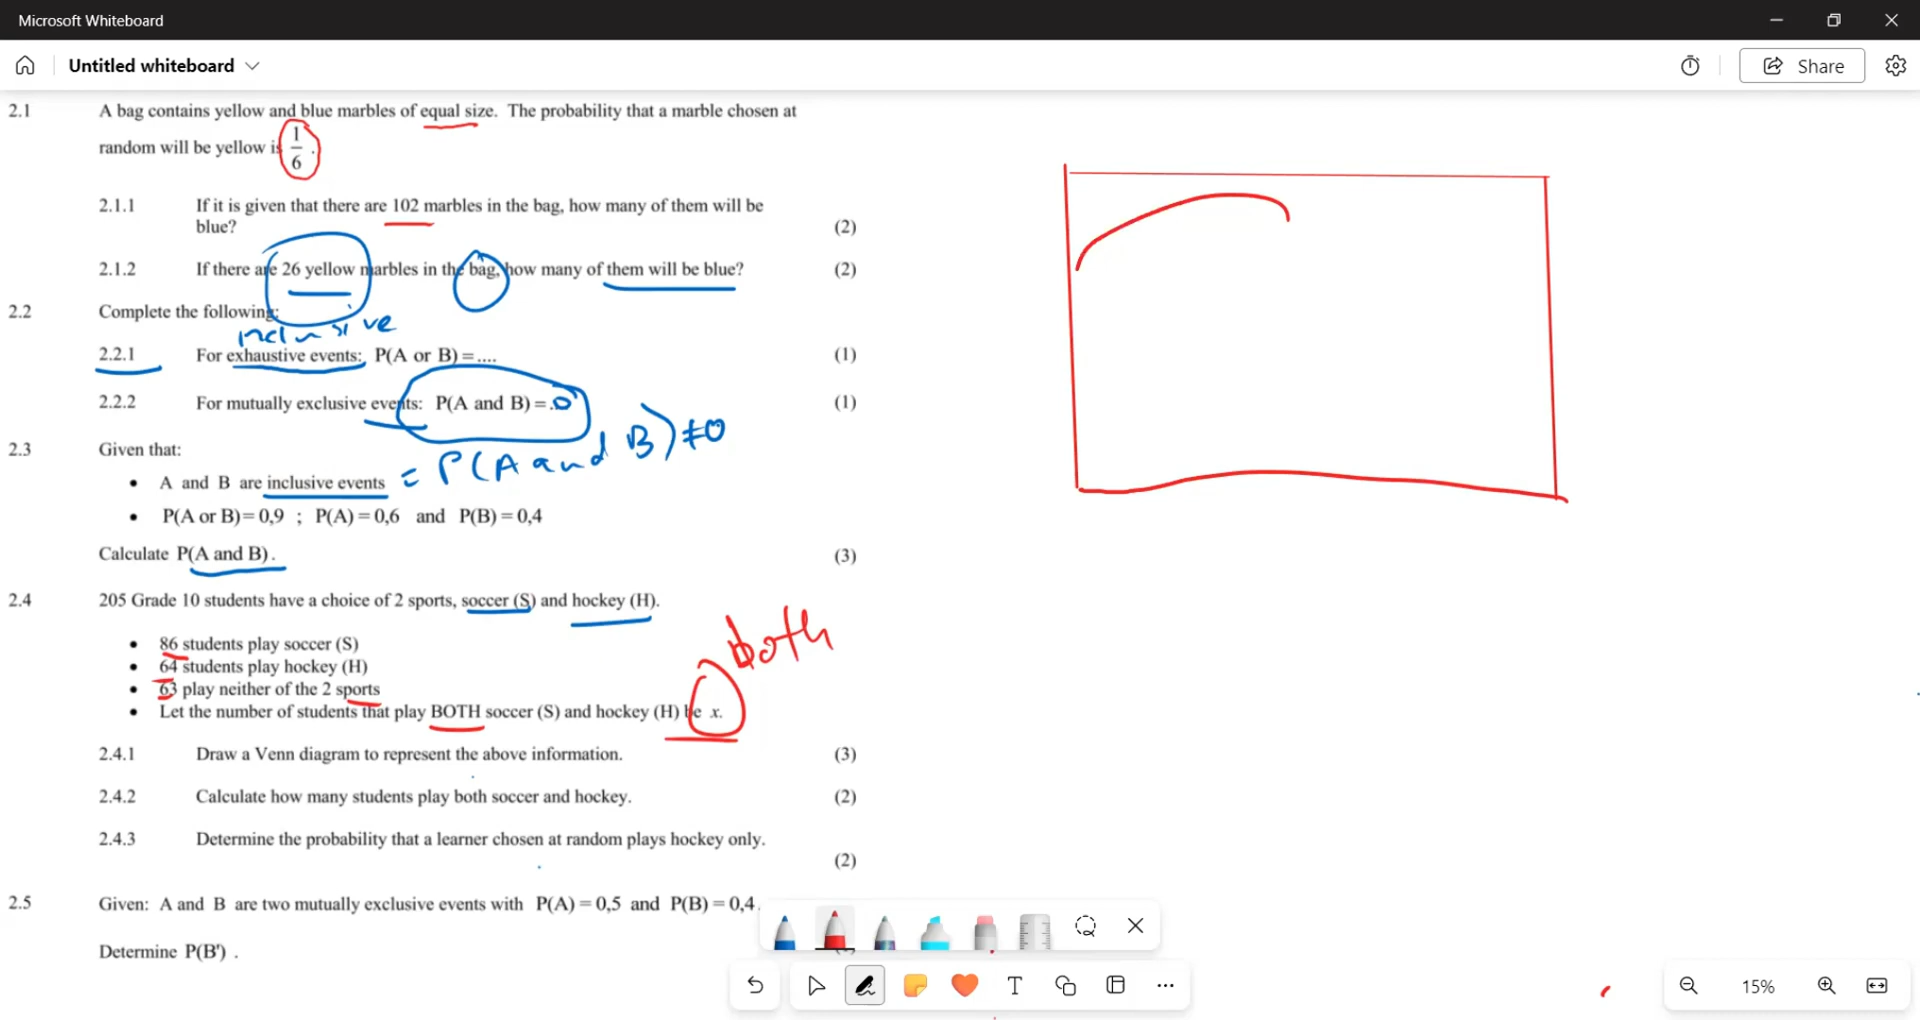 Microsoft Whiteboard
Untitled whiteboard
Share
2.1 A bag contains yellow and blue marbles of equal size. The probability that a marble chosen at
random will be yellow is 1/6.
2.1.1 If it is given that there are 102 marbles in the bag, how many of them will be
blue? (2)
2.1.2 If there are 26 yellow marbles in the bag, how many of them will be blue? (2)
2.2 Complete the following:
inclusive
2.2.1 For exhaustive events: P(A or B) = .... (1)
2.2.2 For mutually exclusive events: P(A and B) = .0 (1)
= P(A and B) ≠0
2.3 Given that:
• A and B are inclusive events
• P(A or B) = 0,9 ; P(A) = 0,6 and P(B) = 0,4
Calculate P(A and B). (3)
2.4 205 Grade 10 students have a choice of 2 sports, soccer (S) and hockey (H).
both
• 86 students play soccer (S)
• 64 students play hockey (H)
• 63 play neither of the 2 sports
• Let the number of students that play BOTH soccer (S) and hockey (H) be x.
2.4.1 Draw a Venn diagram to represent the above information. (3)
2.4.2 Calculate how many students play both soccer and hockey. (2)
2.4.3 Determine the probability that a learner chosen at random plays hockey only.
(2)
2.5 Given: A and B are two mutually exclusive events with P(A) = 0,5 and P(B) = 0,4.
Determine P(B') .
15%